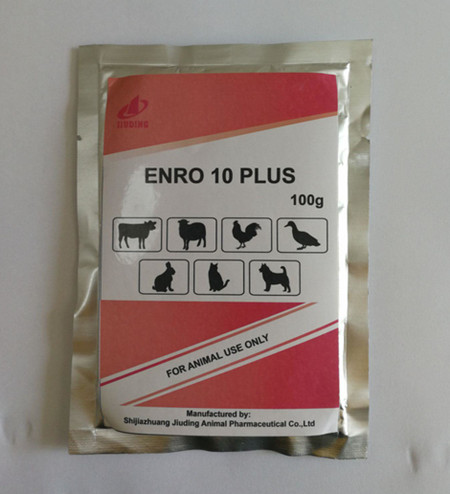 JIUDING
ENRO 10 PLUS
100g
FOR ANIMAL USE ONLY
Manufactured by:
Shijiazhuang Jiuding Animal Pharmaceutical Co.,Ltd